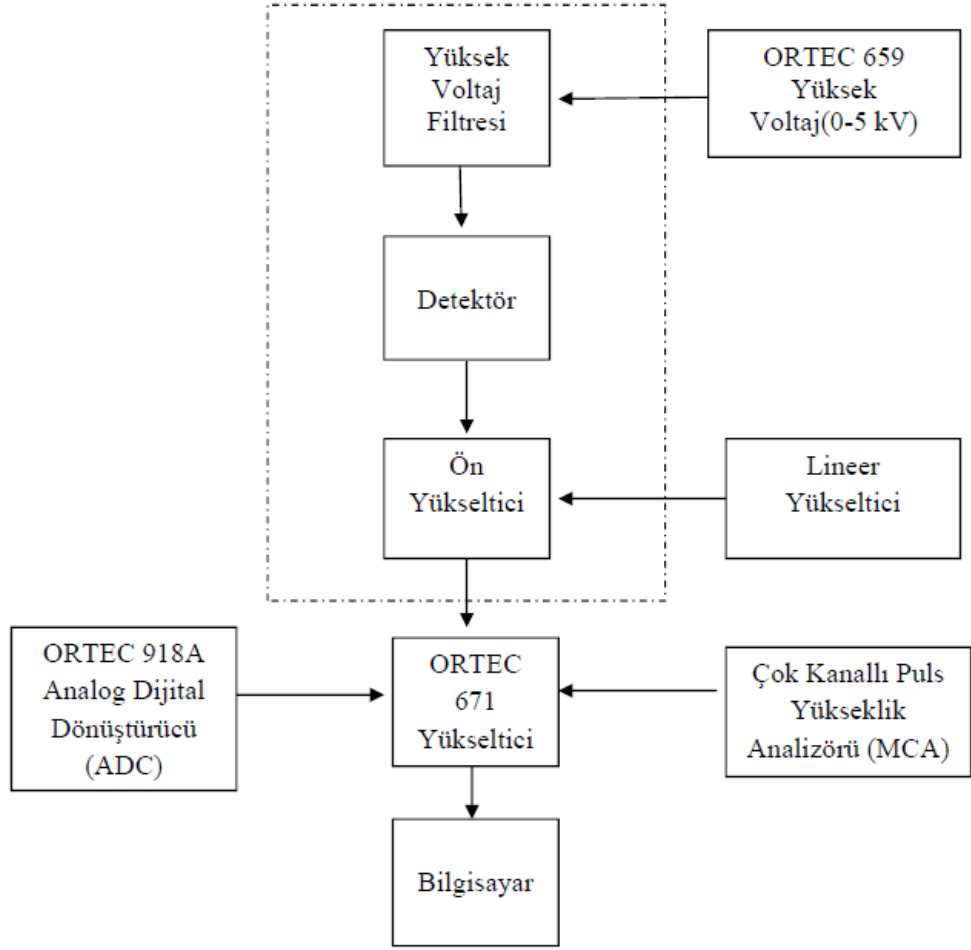 Yüksek
Voltaj
Filtresi
ORTEC 659
Yüksek
Voltaj(0-5 kV)
Detektör
Ön
Yükseltici
Lineer
Yükseltici
ORTEC 918A
Analog Dijital
Dönüştürücü
(ADC)
ORTEC
671
Yükseltici
Çok Kanallı Puls
Yükseklik
Analizörü (MCA)
Bilgisayar